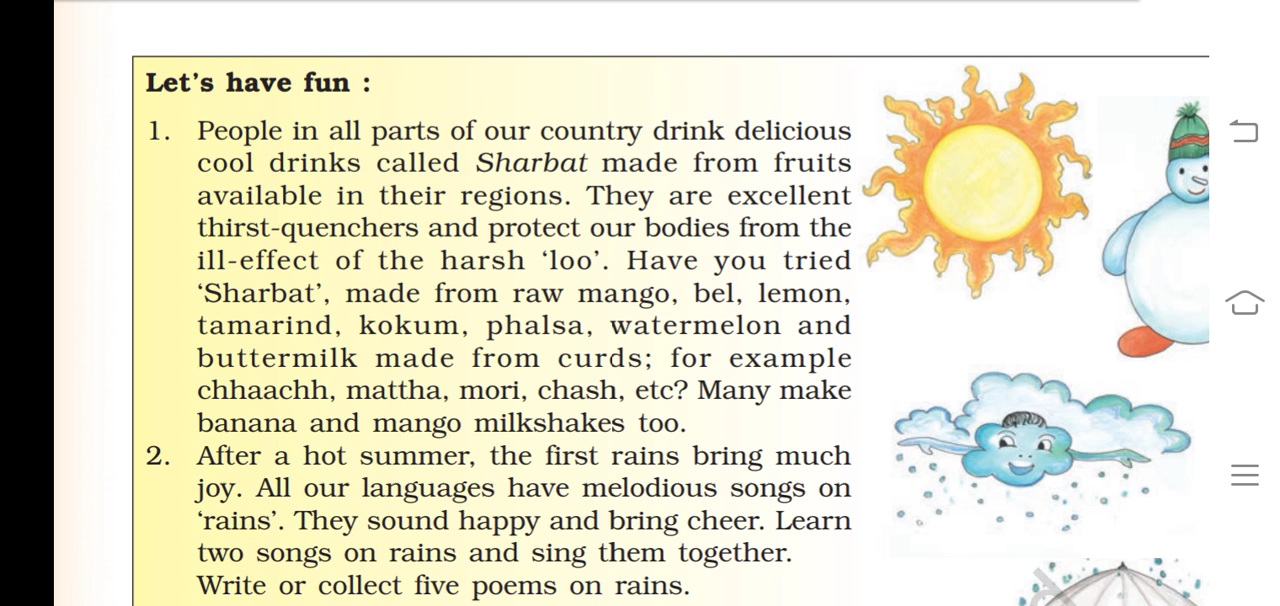 Let's have fun :
1. People in all parts of our country drink delicious
cool drinks called Sharbat made from fruits
available in their regions. They are excellent
thirst-quenchers and protect our bodies from the
ill-effect of the harsh ‘loo’. Have you tried
‘Sharbat’, made from raw mango, bel, lemon,
tamarind, kokum, phalsa, watermelon and
buttermilk made from curds; for example
chhaachh, mattha, mori, chash, etc? Many make
banana and mango milkshakes too.
2. After a hot summer, the first rains bring much
joy. All our languages have melodious songs on
‘rains’. They sound happy and bring cheer. Learn
two songs on rains and sing them together.
Write or collect five poems on rains.